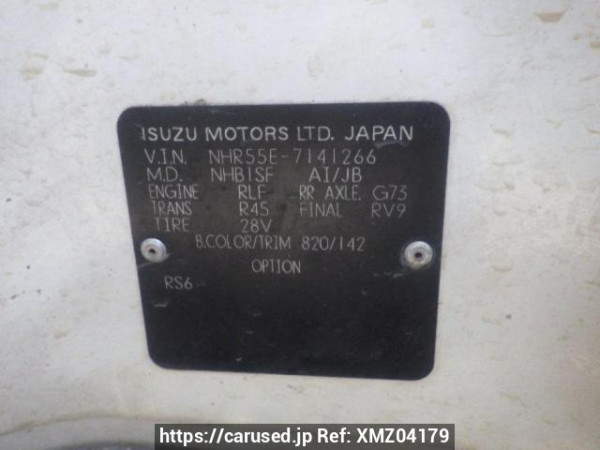 ISUZU MOTORS LTD. JAPAN
V.I.N. NHR55E-7141266
M.D. NHB1SF AI/JB
ENGINE RLF RR AXLE. G73
TRANS R45 FINAL RV9
TIRE 28V
B.COLOR/TRIM 820/142
OPTION
RS6
https://carused.jp Ref: XMZ04179